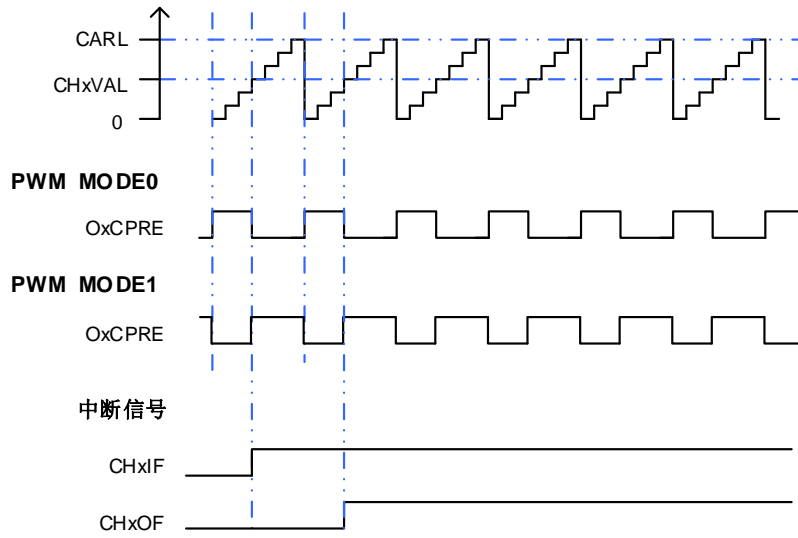 CARL
CHxVAL
0
PWM MODE0
OxCPRE
PWM MODE1
OxCPRE
中断信号
CHxIF
CHxOF